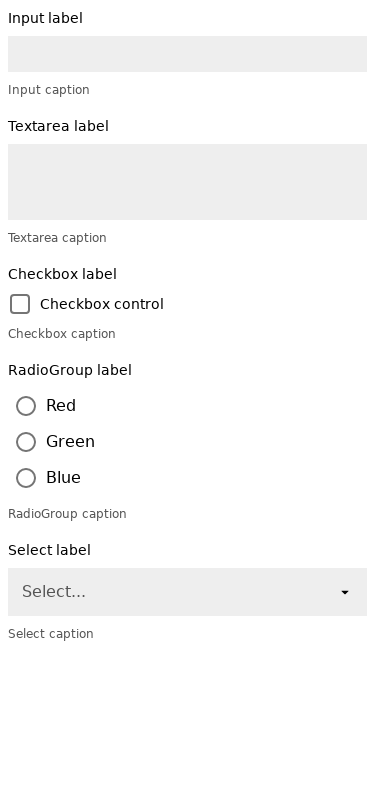 Input label
Input caption
Textarea label
Textarea caption
Checkbox label
Checkbox control
Checkbox caption
RadioGroup label
Red
Green
Blue
RadioGroup caption
Select label
Select...
Select caption